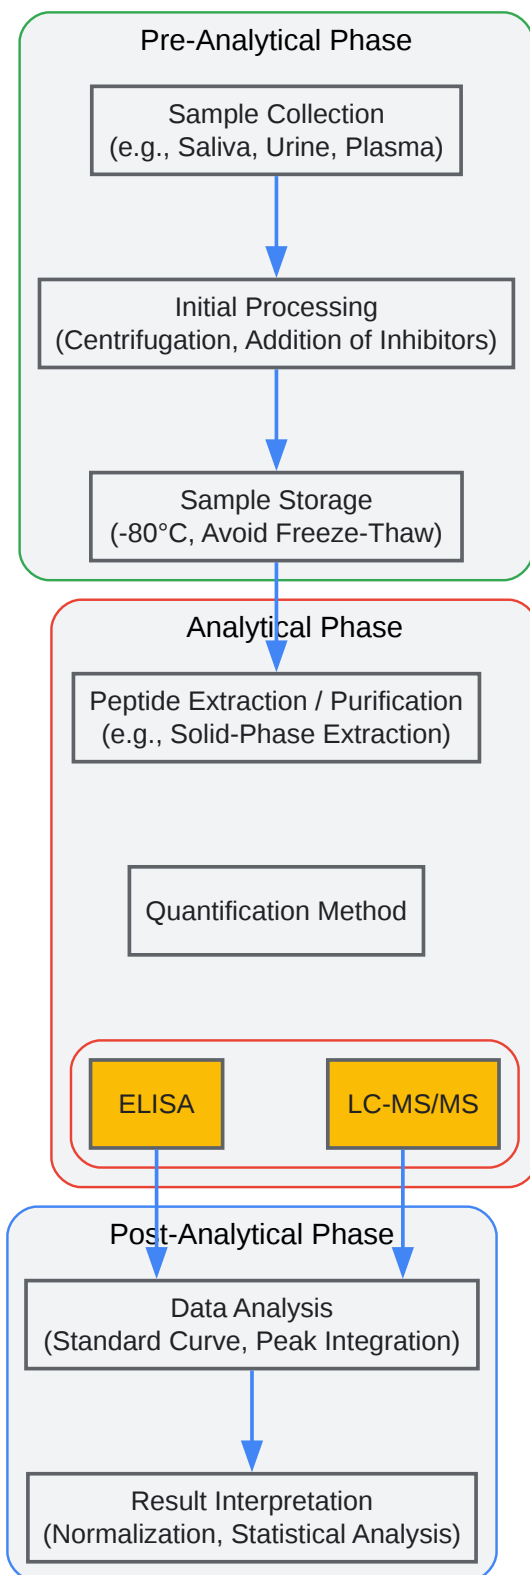 Pre-Analytical Phase
Sample Collection
(e.g., Saliva, Urine, Plasma)
Initial Processing
(Centrifugation, Addition of Inhibitors)
Sample Storage
(-80°C, Avoid Freeze-Thaw)
Analytical Phase
Peptide Extraction / Purification
(e.g., Solid-Phase Extraction)
Quantification Method
ELISA
LC-MS/MS
Post-Analytical Phase
Data Analysis
(Standard Curve, Peak Integration)
Result Interpretation
(Normalization, Statistical Analysis)